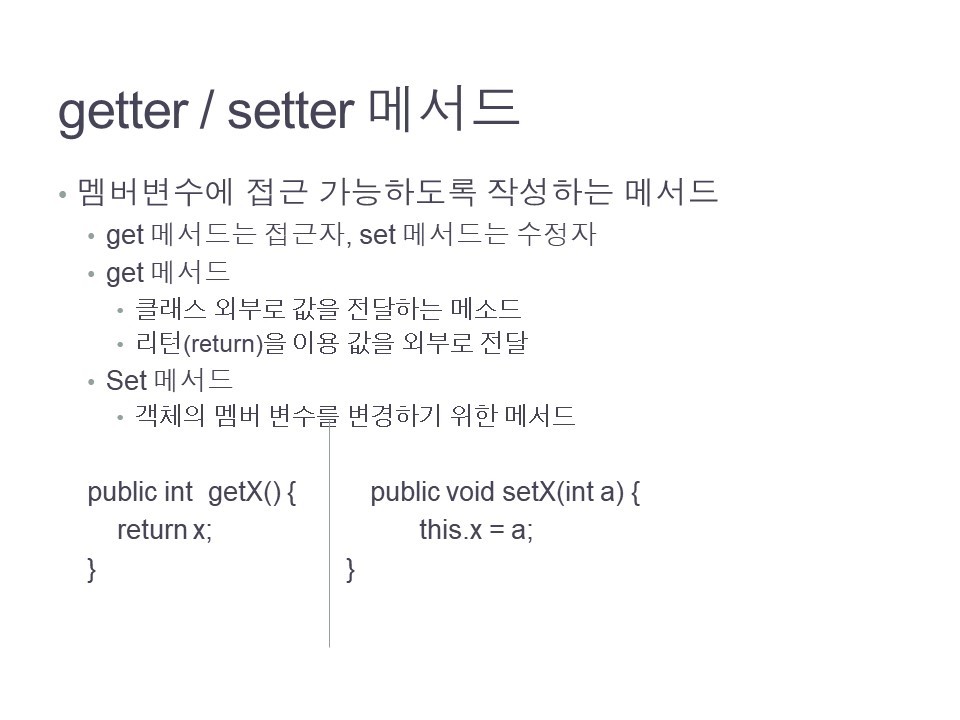 getter / setter 메서드
• 멤버변수에 접근 가능하도록 작성하는 메서드
• get 메서드는 접근자, set 메서드는 수정자
• get 메서드
• 클래스 외부로 값을 전달하는 메소드
• 리턴(return)을 이용 값을 외부로 전달
• Set 메서드
• 객체의 멤버 변수를 변경하기 위한 메서드
public int getX() {
return x;
}
public void setX(int a) {
this.x = a;
}